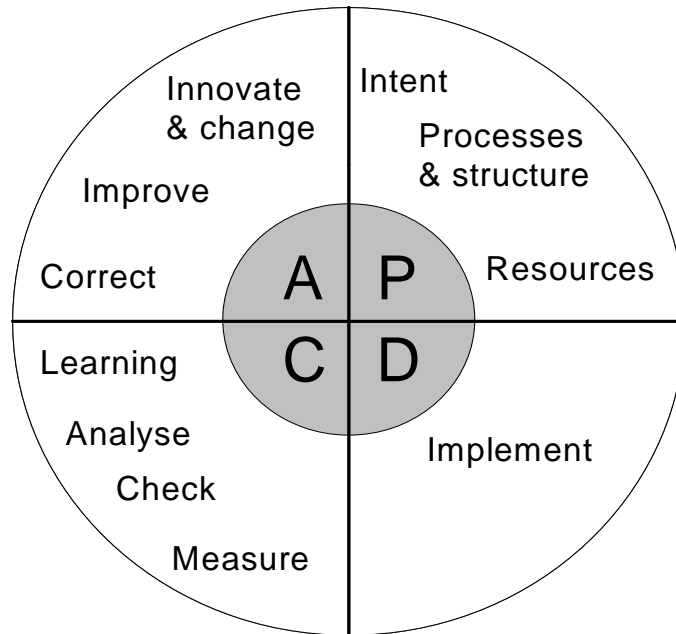 Innovate
& change
Improve
Correct
Intent
Processes
& structure
Resources
A P
C D
Learning
Analyse
Check
Measure
Implement